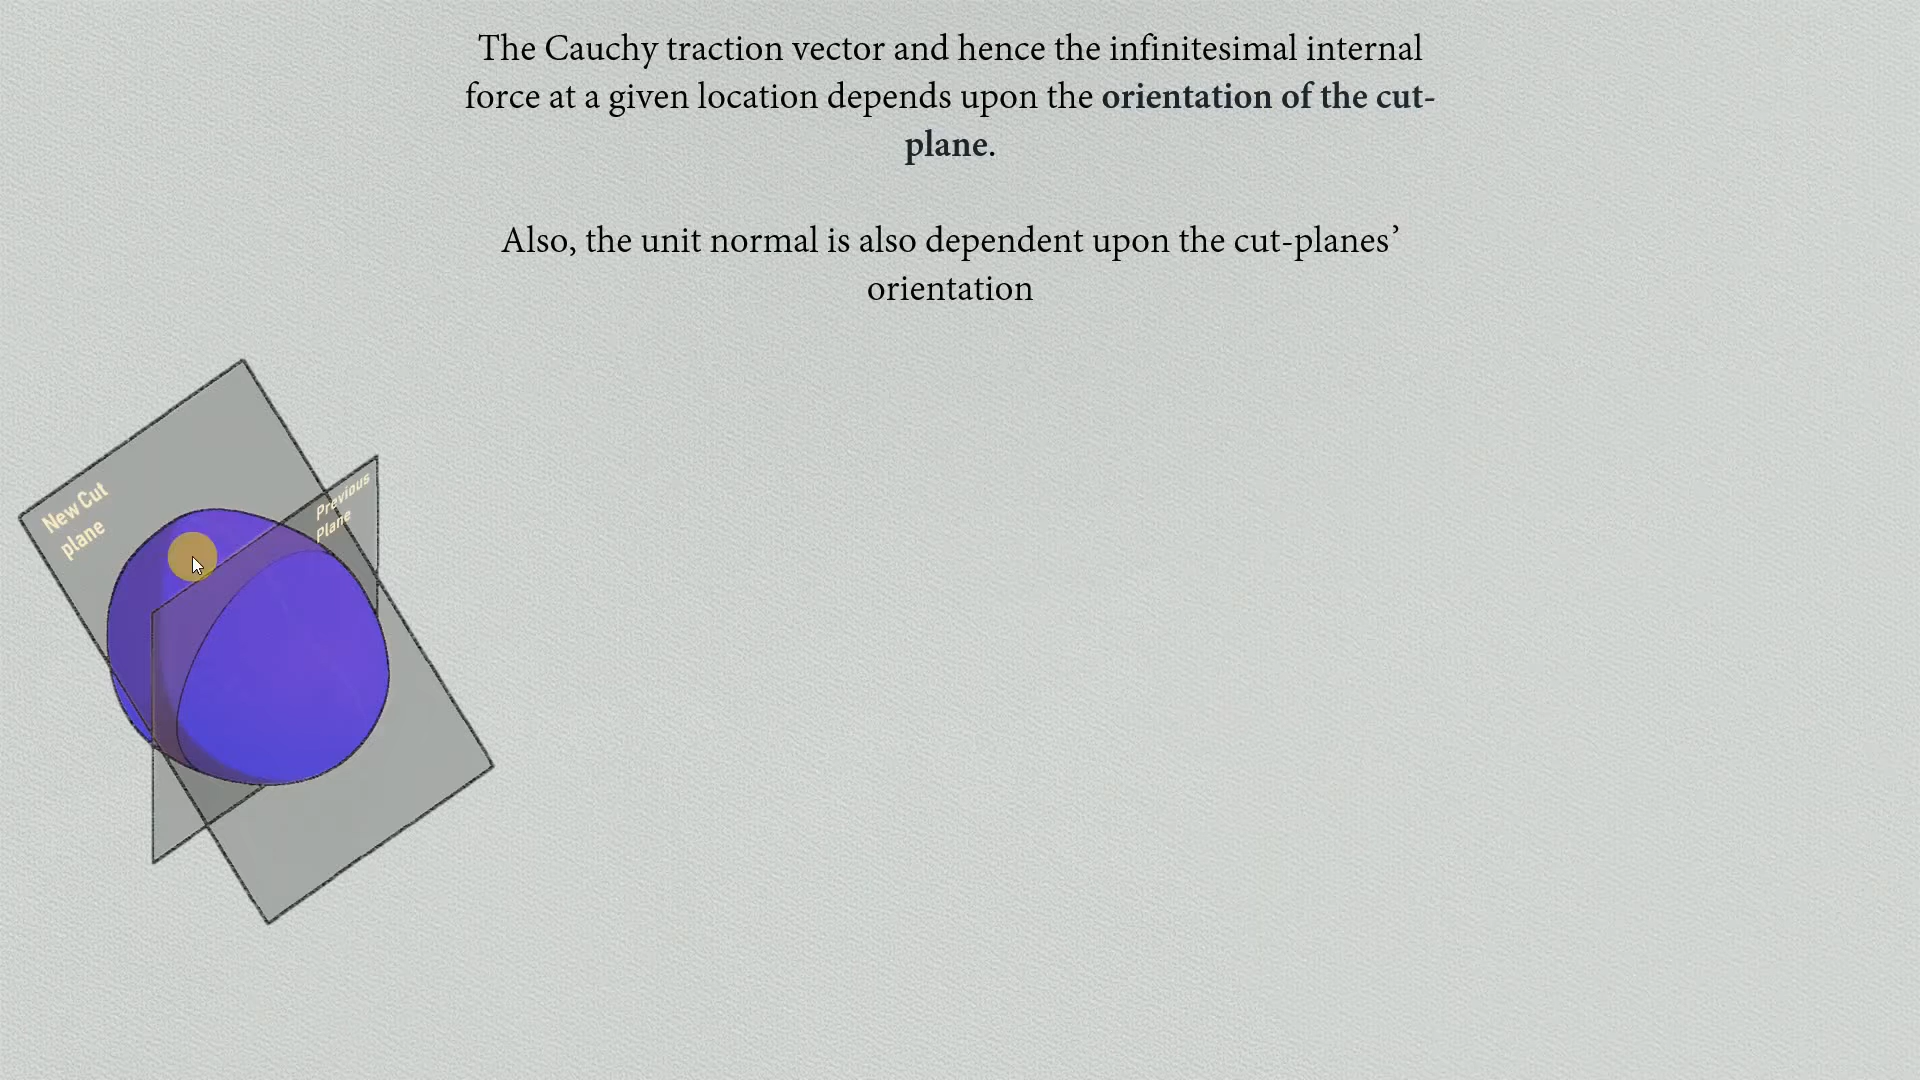 The Cauchy traction vector and hence the infinitesimal internal
force at a given location depends upon the orientation of the cut-
plane.
Also, the unit normal is also dependent upon the cut-planes’
orientation
New Cut
plane
Previous
Plane